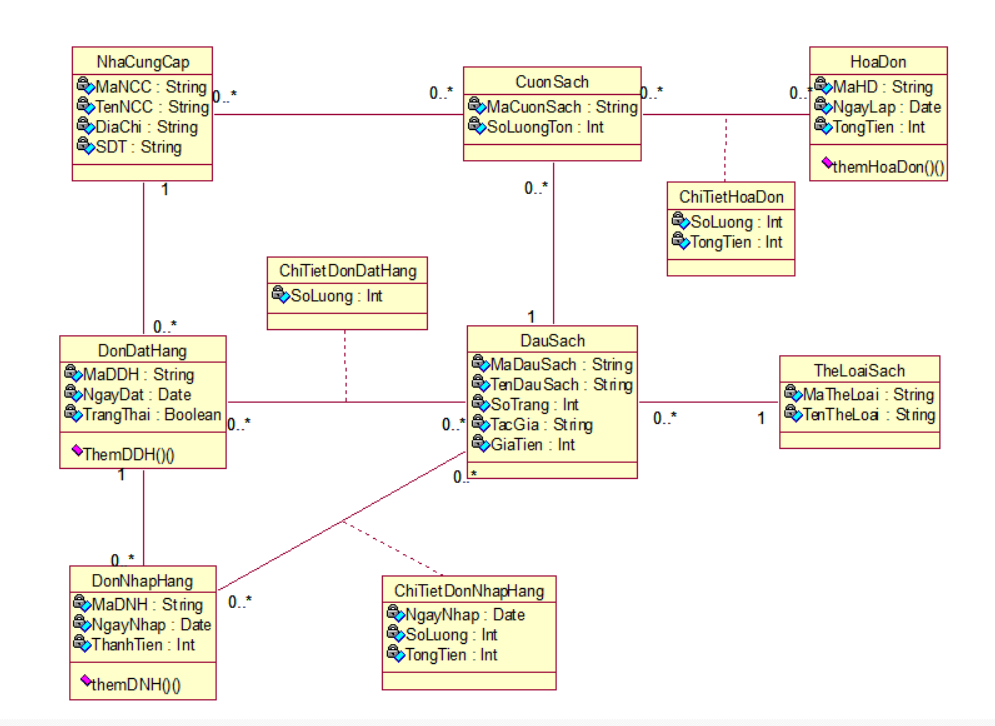 NhaCungCap
MaNCC : String
TenNCC : String
DiaChi : String
SDT : String
0..*
0..*
1
CuonSach
MaCuonSach : String
SoLuongTon : Int
0..*
0..*
0..*
HoaDon
MaHD : String
NgayLap : Date
TongTien : Int
themHoaDon()()
ChiTietHoaDon
SoLuong : Int
TongTien : Int
ChiTietDonDatHang
SoLuong : Int
0..*
DonDatHang
MaDDH : String
NgayDat : Date
TrangThai : Boolean
ThemDDH()()
0..*
0..*
1
1
DauSach
MaDauSach : String
TenDauSach : String
SoTrang : Int
TacGia : String
GiaTien : Int
0..*
0..*
1
TheLoaiSach
MaTheLoai : String
TenTheLoai : String
0..*
DonNhapHang
MaDNH : String
NgayNhap : Date
ThanhTien : Int
themDNH()()
0..*
ChiTietDonNhapHang
NgayNhap : Date
SoLuong : Int
TongTien : Int